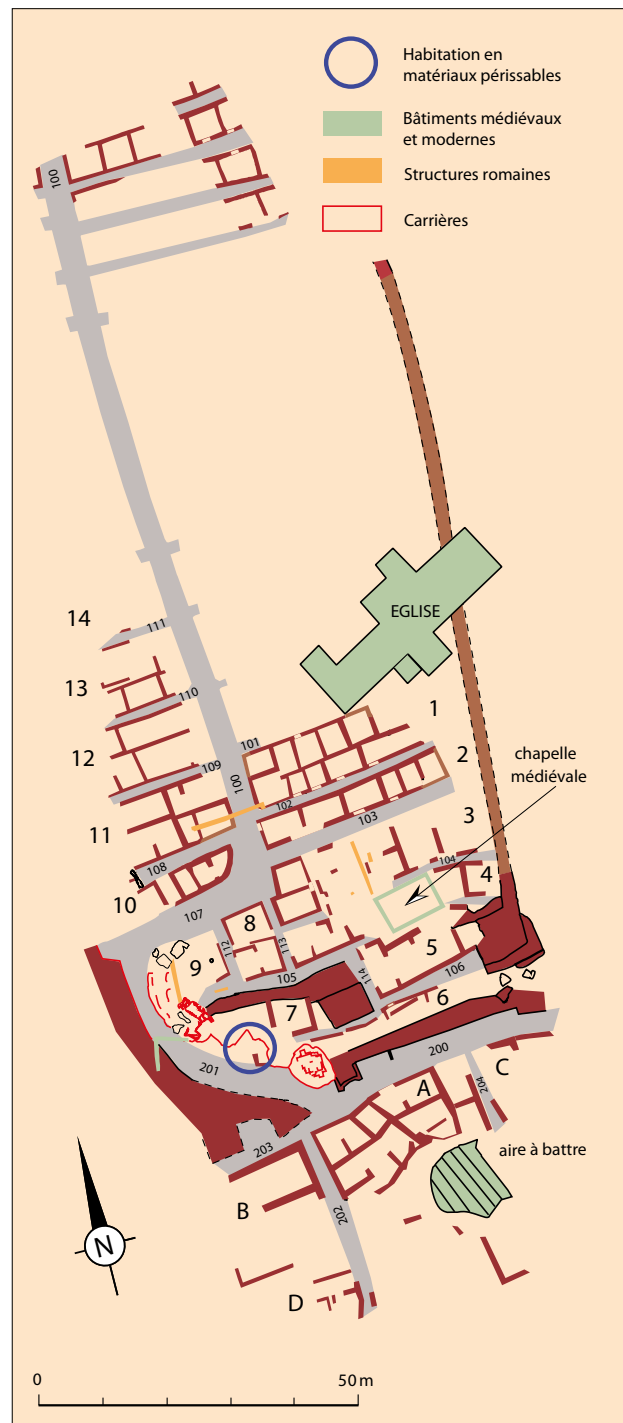 Habitation en
matériaux périssables
Bâtiments médiévaux
et modernes
Structures romaines
Carrières
100
EGLISE
14
111
13
110
12
109
101
100
1
2
chapelle
médiévale
102
103
3
11
108
104
4
10
107
8
112
113
9
5
105
114
106
6
7
200
201
C
A
204
203
aire à battre
B
202
D
N
0
50 m